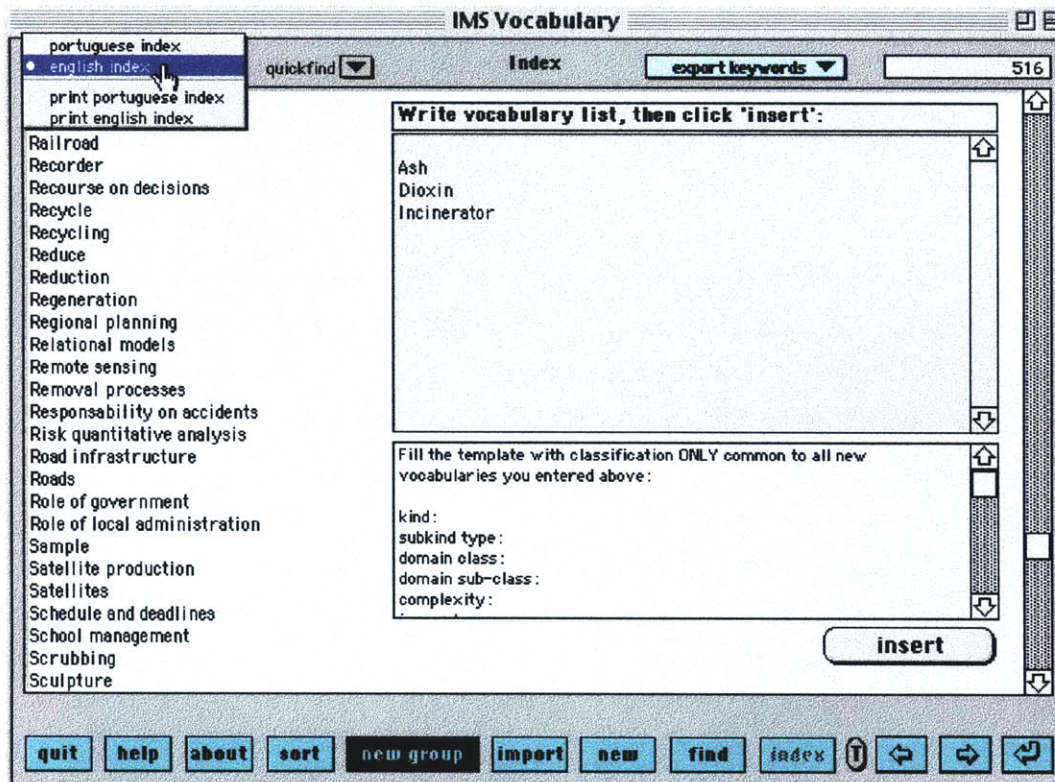 IMS Vocabulary
portuguese index
english index
print portuguese index
print english index
quickfind
Index
export keywords
516
Railroad
Recorder
Recourse on decisions
Recycle
Recycling
Reduce
Reduction
Regeneration
Regional planning
Relational models
Remote sensing
Removal processes
Responsability on accidents
Risk quantitative analysis
Road infrastructure
Roads
Role of government
Role of local administration
Sample
Satellite production
Satellites
Schedule and deadlines
School management
Scrubbing
Sculpture
Write vocabulary list, then click 'insert':
Ash
Dioxin
Incinerator
Fill the template with classification ONLY common to all new
vocabularies you entered above:
kind:
subkind type:
domain class:
domain sub-class:
complexity:
insert
quit
help
about
sort
new group
import
new
find
index
T